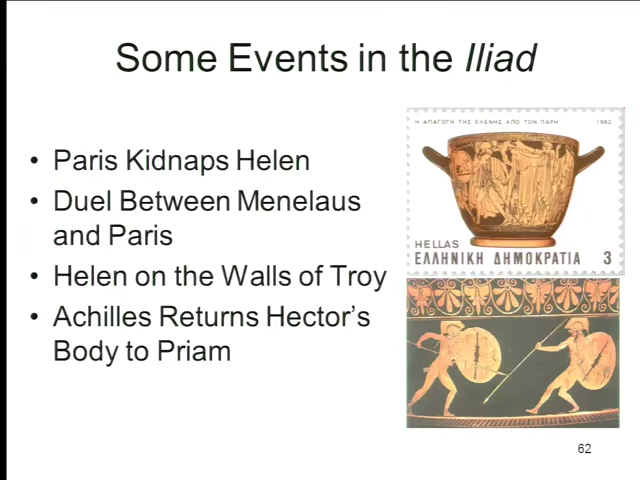 Some Events in the Iliad
• Paris Kidnaps Helen
• Duel Between Menelaus
and Paris
• Helen on the Walls of Troy
• Achilles Returns Hector's
Body to Priam
Η ΑΠΑΓΩΓΗ ΤΗΣ ΕΛΕΝΗΣ ΑΠΟ ΤΟΝ ΠΑΡΗ 1983
HELLAS
ΕΛΛΗΝΙΚΗ ΔΗΜΟΚΡΑΤΙΑ 3
62